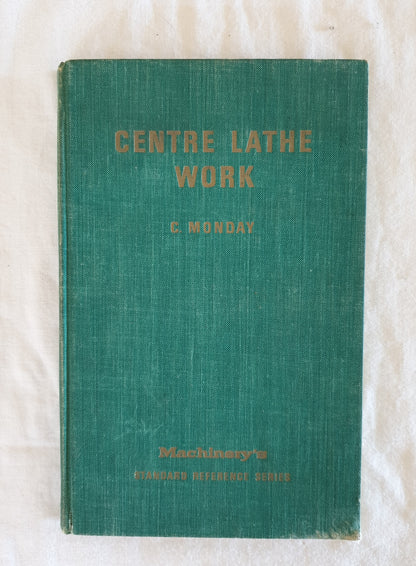 CENTRE LATHE
WORK
C. MONDAY
Machinery's
STANDARD REFERENCE SERIES